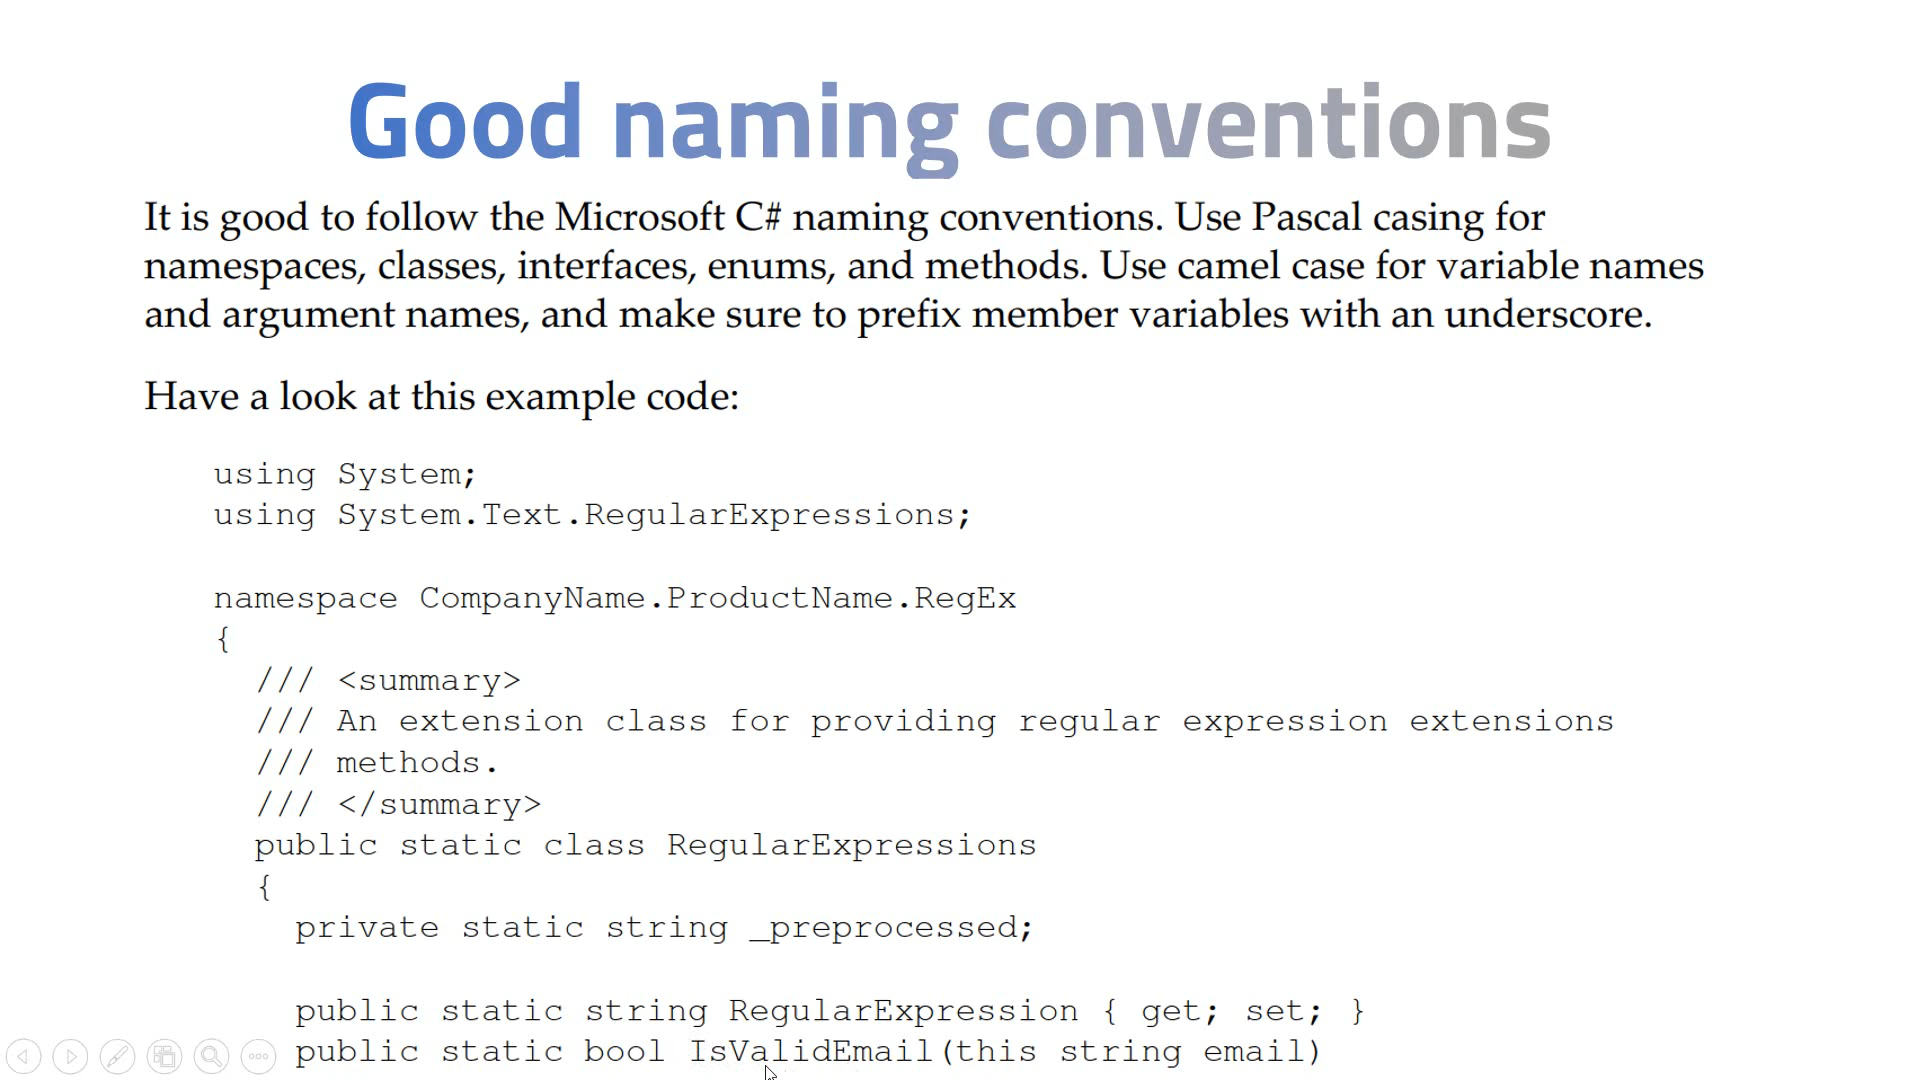 Good naming conventions
It is good to follow the Microsoft C# naming conventions. Use Pascal casing for
namespaces, classes, interfaces, enums, and methods. Use camel case for variable names
and argument names, and make sure to prefix member variables with an underscore.
Have a look at this example code:
using System;
using System.Text.RegularExpressions;
namespace CompanyName.ProductName.RegEx
{
/// <summary>
/// An extension class for providing regular expression extensions
/// methods.
/// </summary>
public static class RegularExpressions
{
private static string _preprocessed;
public static string RegularExpression { get; set; }
public static bool IsValidEmail(this string email)